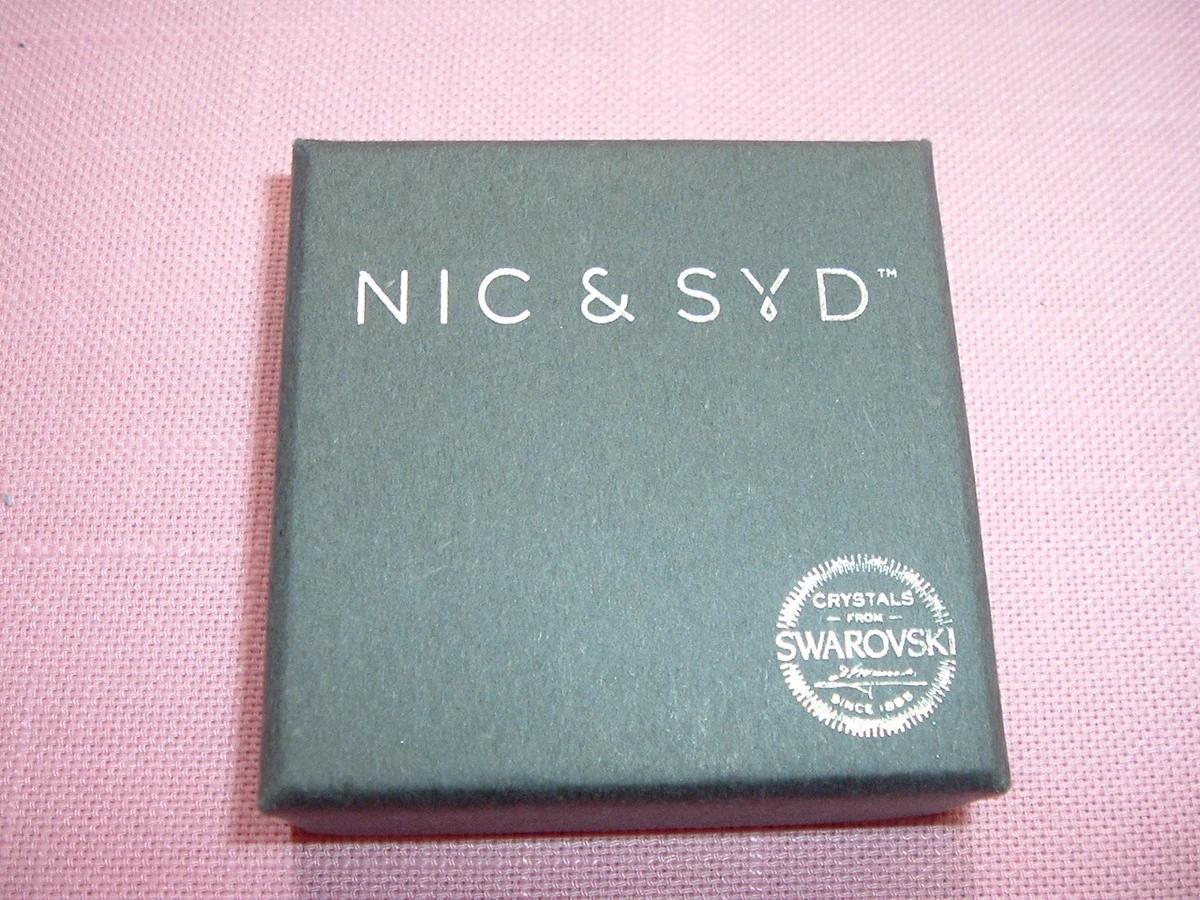 NIC & SYD™
CRYSTALS
— FROM —
SWAROVSKI
SINCE 1895